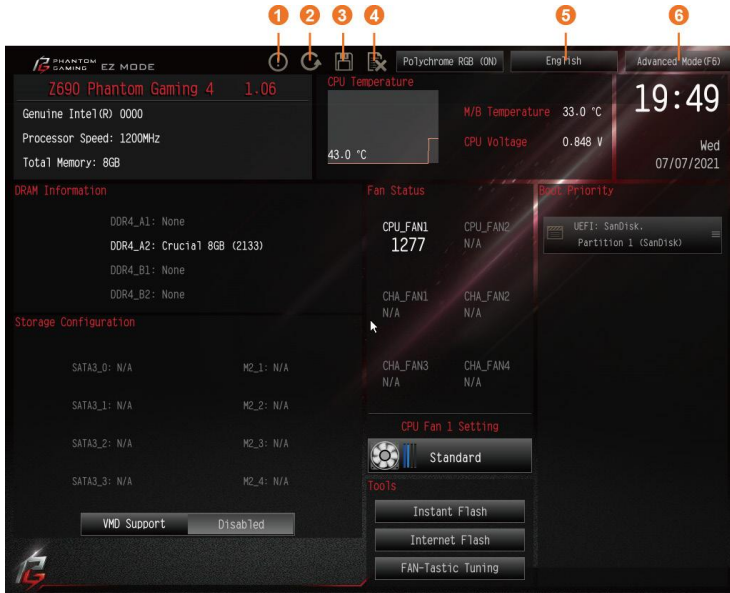 1 2 3 4 5 6
PHANTOM GAMING EZ MODE
Polychrome RGB (ON)
English
Advanced Mode(F6)
Z690 Phantom Gaming 4 1.06
Genuine Intel(R) 0000
Processor Speed: 1200MHz
Total Memory: 8GB
CPU Temperature
43.0 °C
M/B Temperature 33.0 °C
CPU Voltage 0.848 V
19:49
Wed
07/07/2021
DRAM Information
DDR4_A1: None
DDR4_A2: Crucial 8GB (2133)
DDR4_B1: None
DDR4_B2: None
Storage Configuration
SATA3_0: N/A M2_1: N/A
SATA3_1: N/A M2_2: N/A
SATA3_2: N/A M2_3: N/A
SATA3_3: N/A M2_4: N/A
VMD Support Disabled
Fan Status
CPU_FAN1 CPU_FAN2
1277 N/A
CHA_FAN1 CHA_FAN2
N/A N/A
CHA_FAN3 CHA_FAN4
N/A N/A
CPU Fan 1 Setting
Standard
Tools
Instant Flash
Internet Flash
FAN-Tastic Tuning
Boot Priority
UEFI: SanDisk.
Partition 1 (SanDisk)